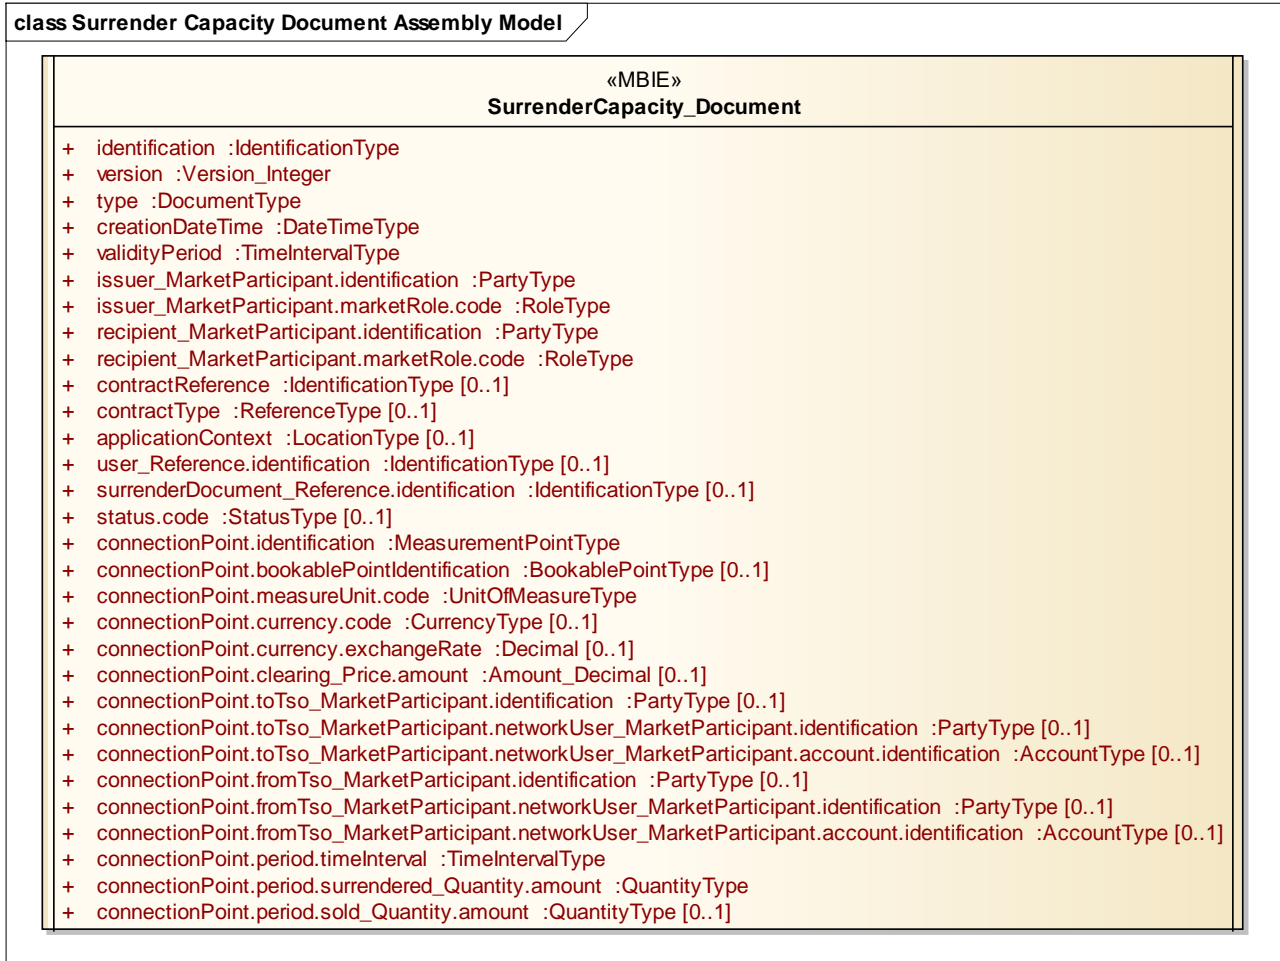 class Surrender Capacity Document Assembly Model
«MBIE»
SurrenderCapacity_Document
+ identification :IdentificationType
+ version :Version_Integer
+ type :DocumentType
+ creationDateTime :DateTimeType
+ validityPeriod :TimeIntervalType
+ issuer_MarketParticipant.identification :PartyType
+ issuer_MarketParticipant.marketRole.code :RoleType
+ recipient_MarketParticipant.identification :PartyType
+ recipient_MarketParticipant.marketRole.code :RoleType
+ contractReference :IdentificationType [0..1]
+ contractType :ReferenceType [0..1]
+ applicationContext :LocationType [0..1]
+ user_Reference.identification :IdentificationType [0..1]
+ surrenderDocument_Reference.identification :IdentificationType [0..1]
+ status.code :StatusType [0..1]
+ connectionPoint.identification :MeasurementPointType
+ connectionPoint.bookablePointIdentification :BookablePointType [0..1]
+ connectionPoint.measureUnit.code :UnitOfMeasureType
+ connectionPoint.currency.code :CurrencyType [0..1]
+ connectionPoint.currency.exchangeRate :Decimal [0..1]
+ connectionPoint.clearing_Price.amount :Amount_Decimal [0..1]
+ connectionPoint.toTso_MarketParticipant.identification :PartyType [0..1]
+ connectionPoint.toTso_MarketParticipant.networkUser_MarketParticipant.identification :PartyType [0..1]
+ connectionPoint.toTso_MarketParticipant.networkUser_MarketParticipant.account.identification :AccountType [0..1]
+ connectionPoint.fromTso_MarketParticipant.identification :PartyType [0..1]
+ connectionPoint.fromTso_MarketParticipant.networkUser_MarketParticipant.identification :PartyType [0..1]
+ connectionPoint.fromTso_MarketParticipant.networkUser_MarketParticipant.account.identification :AccountType [0..1]
+ connectionPoint.period.timeInterval :TimeIntervalType
+ connectionPoint.period.surrendered_Quantity.amount :QuantityType
+ connectionPoint.period.sold_Quantity.amount :QuantityType [0..1]